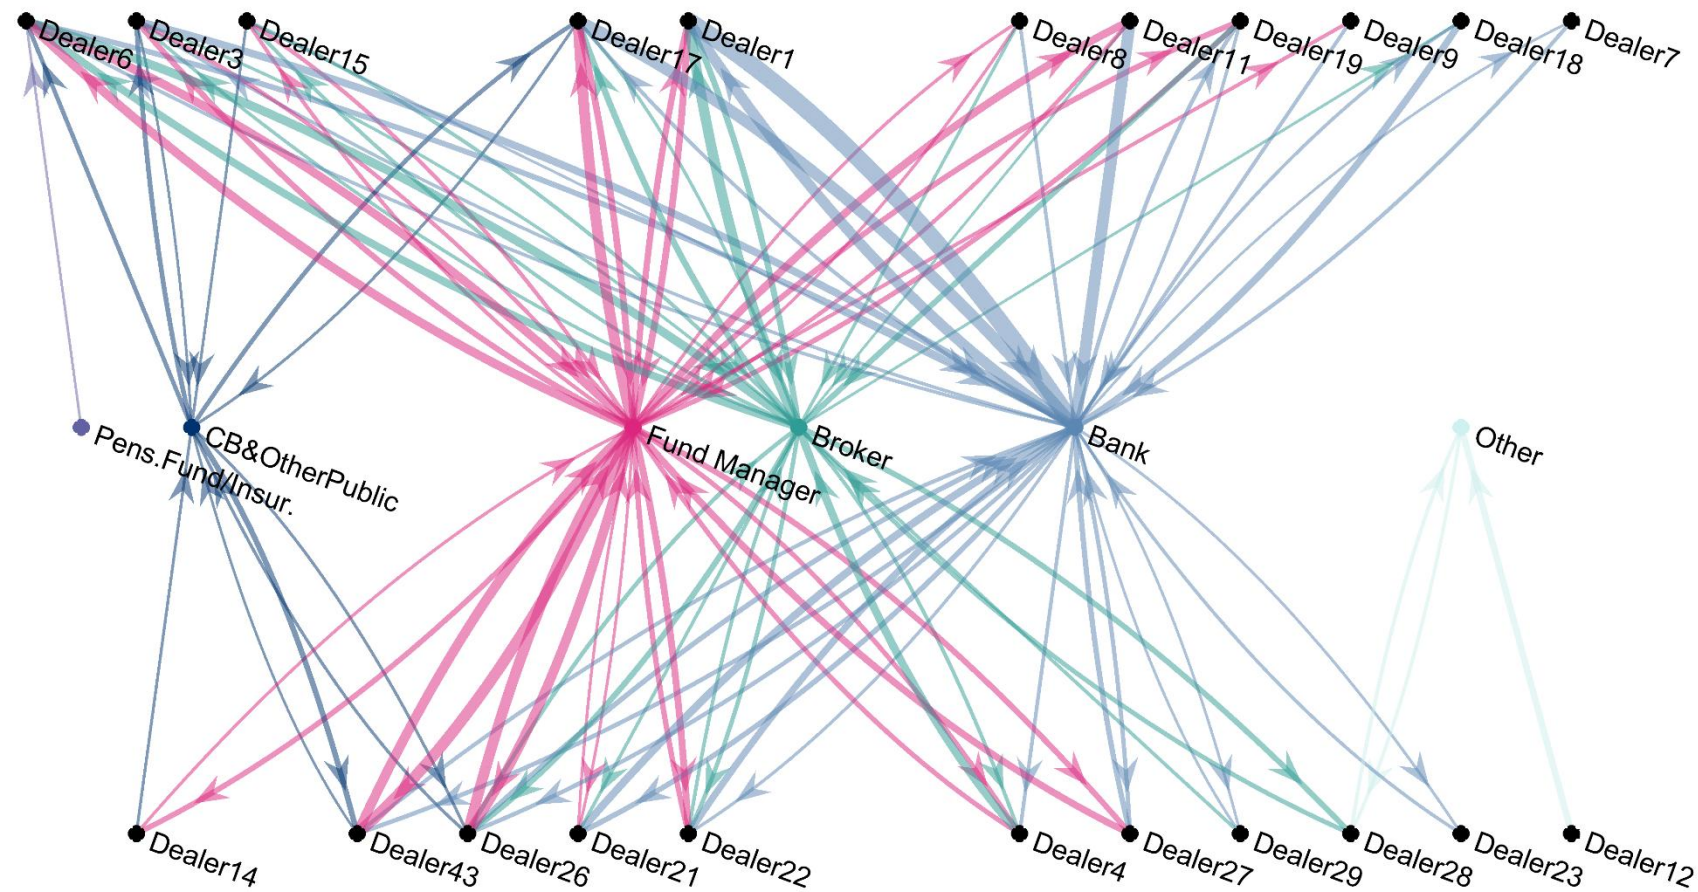 Dealer6
Dealer3
Dealer15
Dealer17
Dealer1
Dealer8
Dealer11
Dealer19
Dealer9
Dealer18
Dealer7
Pens.Fund/Insur.
CB&OtherPublic
Fund Manager
Broker
Bank
Other
Dealer14
Dealer43
Dealer26
Dealer21
Dealer22
Dealer4
Dealer27
Dealer29
Dealer28
Dealer23
Dealer12